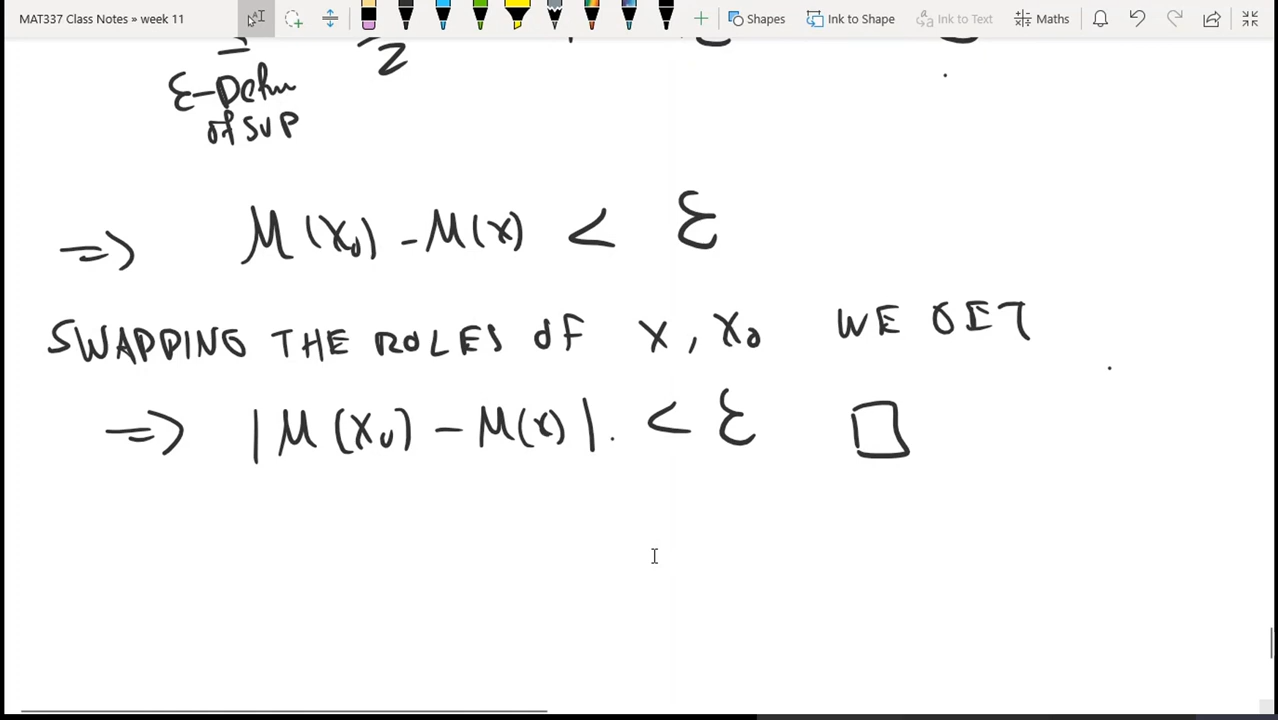 MAT337 Class Notes » week 11
Shapes
Ink to Shape
Ink to Text
Maths
2
ε-Defn
of SUP
=> M(x₀) - M(x) < ε
SWAPPING THE ROLES OF x, x₀ WE GET
=> |M(x₀) - M(x)|. < ε □